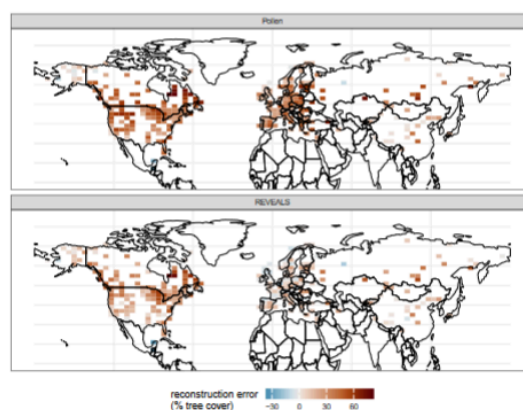 Pollen
REVEALS
reconstruction error
(% tree cover)
−30 0 30 60